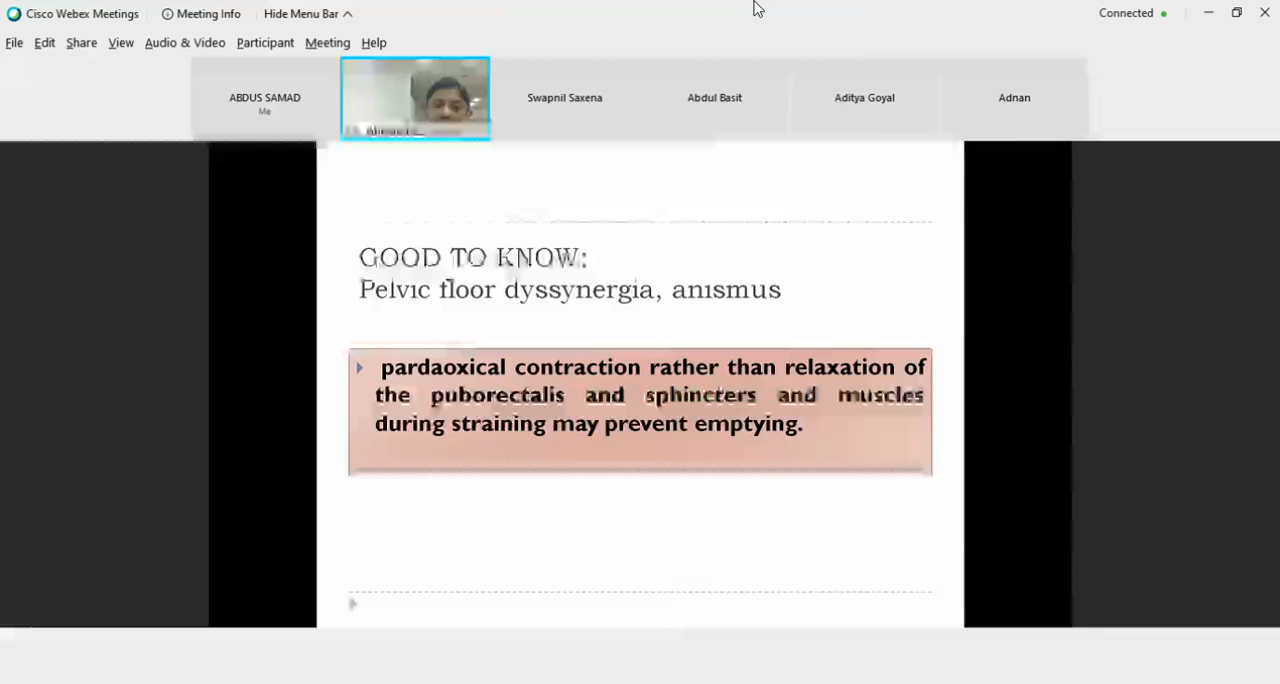 Cisco Webex Meetings Meeting Info Hide Menu Bar Connected
File Edit Share View Audio & Video Participant Meeting Help
ABDUS SAMAD Swapnil Saxena Abdul Basit Aditya Goyal Adnan
Me
GOOD TO KNOW:
Pelvic floor dyssynergia, anismus
pardaoxical contraction rather than relaxation of
the puborectalis and sphincters and muscles
during straining may prevent emptying.